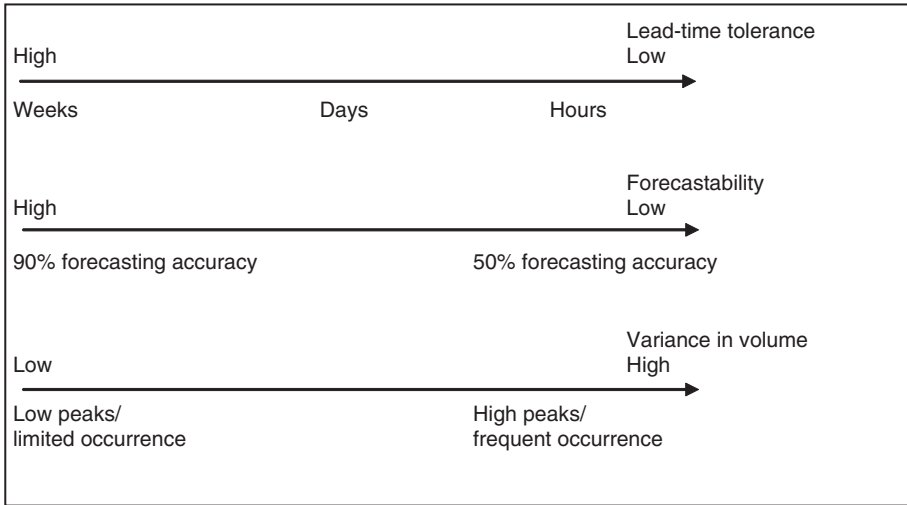 Lead-time tolerance
High Low
Weeks Days Hours
Forecastability
High Low
90% forecasting accuracy 50% forecasting accuracy
Variance in volume
Low High
Low peaks/ High peaks/
limited occurrence frequent occurrence